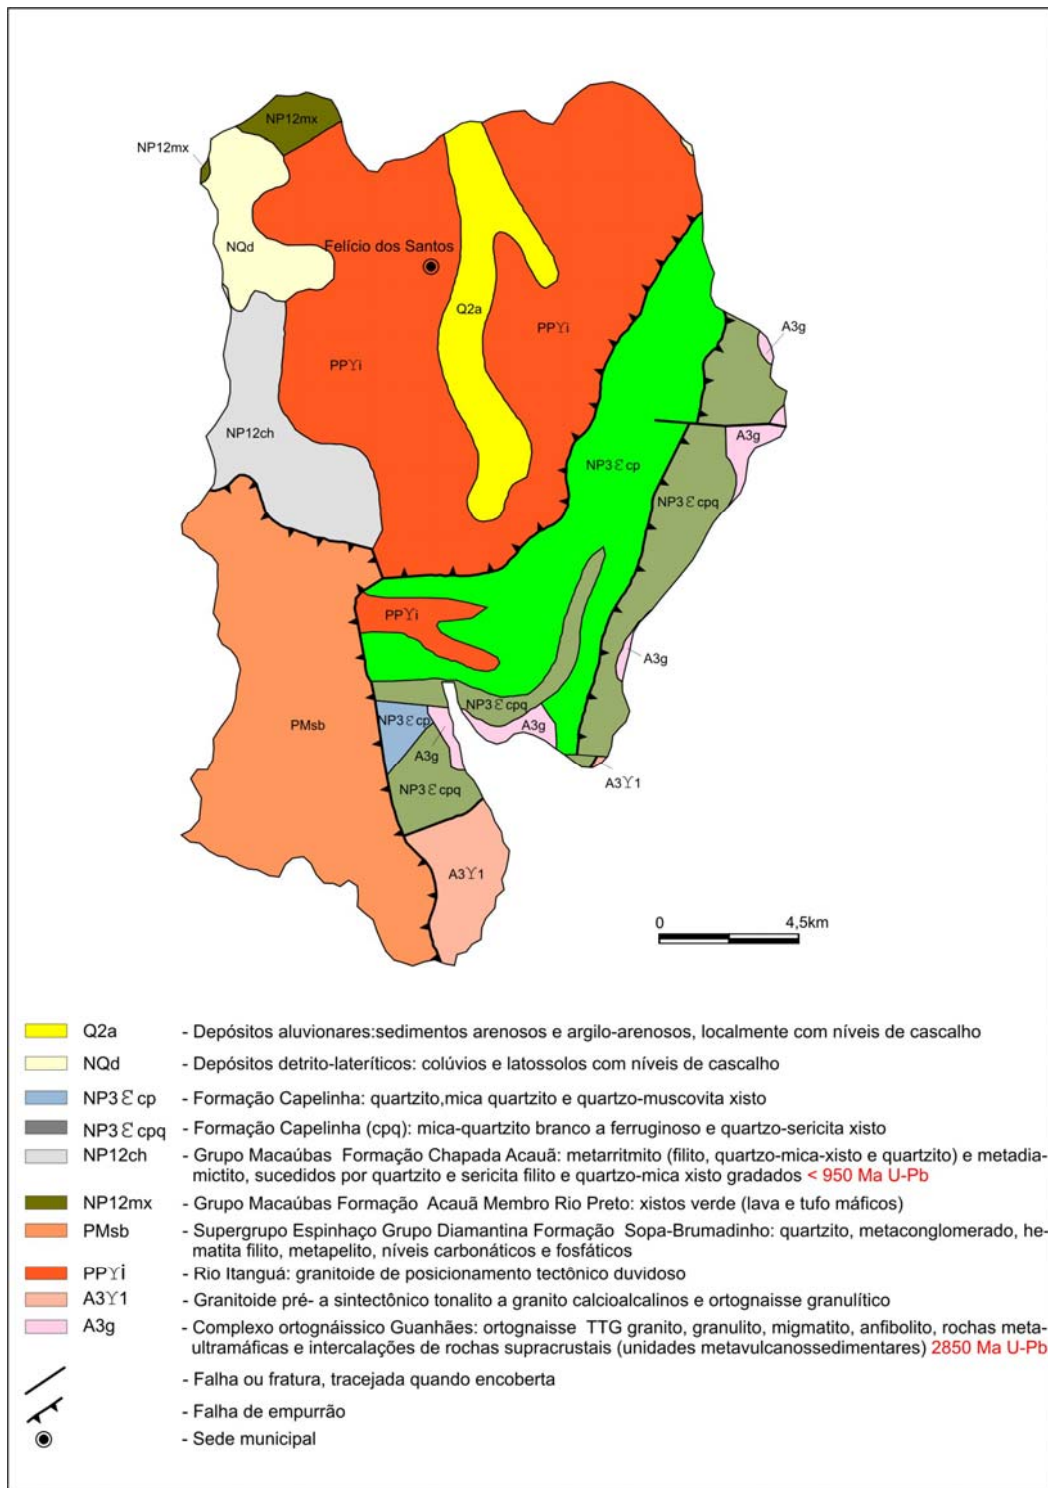 NP12mx
NP12mx
NQd
Felício dos Santos
Q2a
PPϒi
A3g
PPϒi
NP12ch
A3g
NP3Ɛcp
NP3Ɛcpq
PPϒi
A3g
NP3Ɛcpq
PMsb
NP3Ɛcp
A3g
A3g
A3ϒ1
NP3Ɛcpq
A3ϒ1
0 4,5km
Q2a - Depósitos aluvionares:sedimentos arenosos e argilo-arenosos, localmente com níveis de cascalho
NQd - Depósitos detrito-lateríticos: colúvios e latossolos com níveis de cascalho
NP3Ɛcp - Formação Capelinha: quartzito,mica quartzito e quartzo-muscovita xisto
NP3Ɛcpq - Formação Capelinha (cpq): mica-quartzito branco a ferruginoso e quartzo-sericita xisto
NP12ch - Grupo Macaúbas Formação Chapada Acauã: metarritmito (filito, quartzo-mica-xisto e quartzito) e metadia-
mictito, sucedidos por quartzito e sericita filito e quartzo-mica xisto gradados < 950 Ma U-Pb
NP12mx - Grupo Macaúbas Formação Acauã Membro Rio Preto: xistos verde (lava e tufo máficos)
PMsb - Supergrupo Espinhaço Grupo Diamantina Formação Sopa-Brumadinho: quartzito, metaconglomerado, he-
matita filito, metapelito, níveis carbonáticos e fosfáticos
PPϒi - Rio Itanguá: granitoide de posicionamento tectônico duvidoso
A3ϒ1 - Granitoide pré- a sintectônico tonalito a granito calcioalcalinos e ortognaisse granulítico
A3g - Complexo ortognáissico Guanhães: ortognaisse TTG granito, granulito, migmatito, anfibolito, rochas meta-
ultramáficas e intercalações de rochas supracrustais (unidades metavulcanossedimentares) 2850 Ma U-Pb
- Falha ou fratura, tracejada quando encoberta
- Falha de empurrão
- Sede municipal